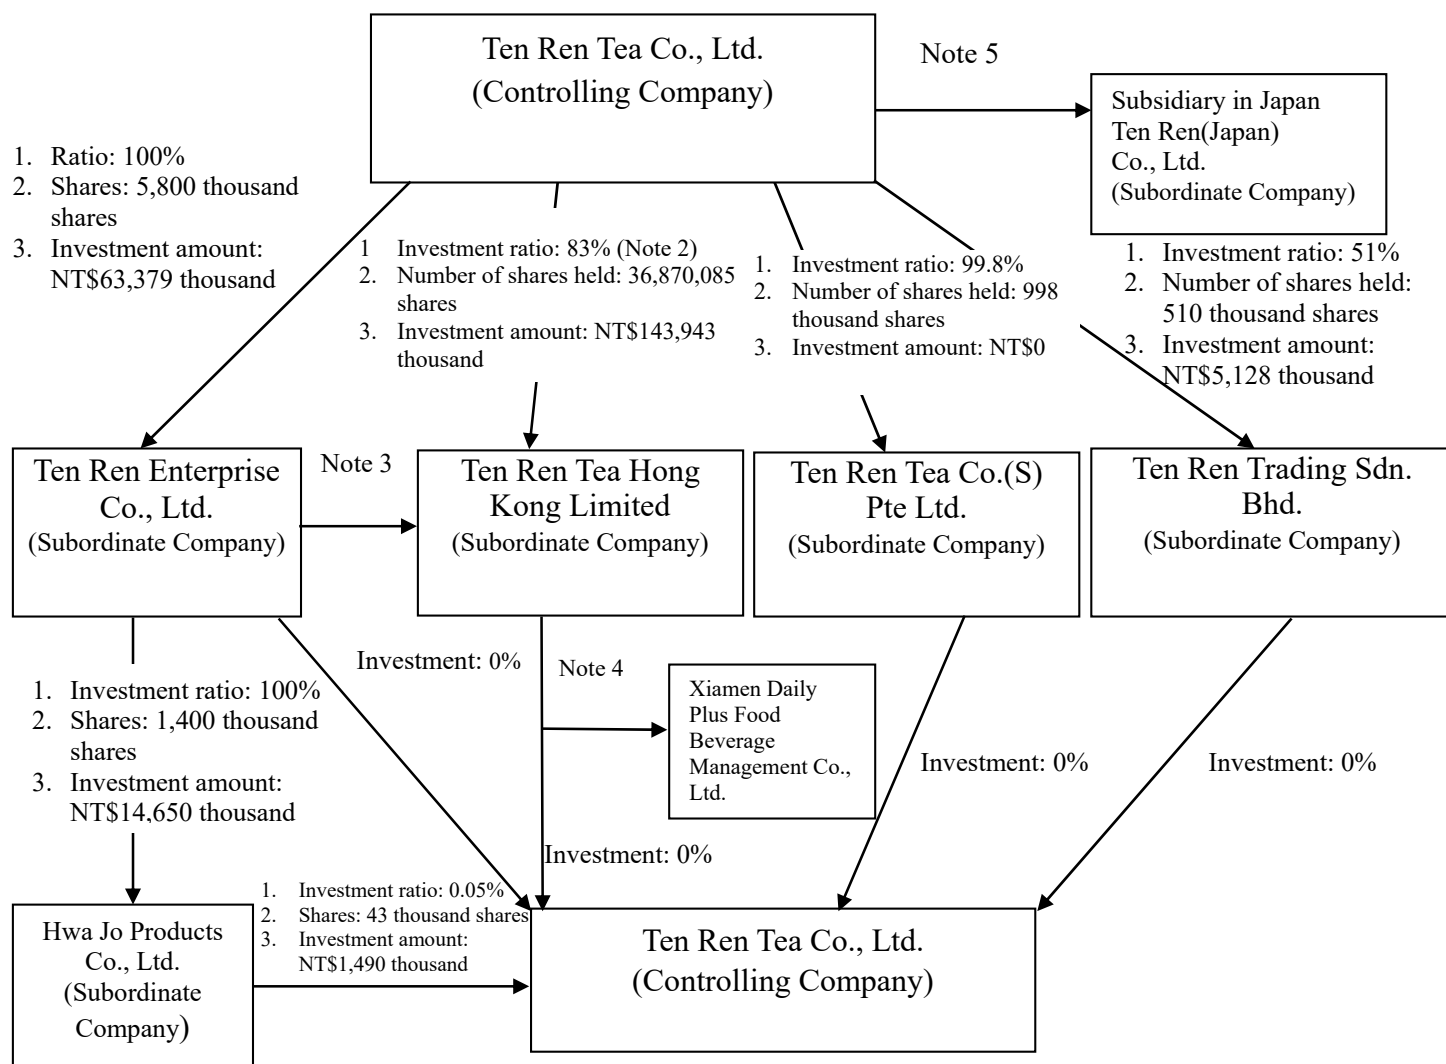 Ten Ren Tea Co., Ltd.
(Controlling Company)
Note 5
Subsidiary in Japan
Ten Ren(Japan)
Co., Ltd.
(Subordinate Company)
1. Ratio: 100%
2. Shares: 5,800 thousand
shares
3. Investment amount:
NT$63,379 thousand
1 Investment ratio: 83% (Note 2)
2. Number of shares held: 36,870,085
shares
3. Investment amount: NT$143,943
thousand
1. Investment ratio: 99.8%
2. Number of shares held: 998
thousand shares
3. Investment amount: NT$0
1. Investment ratio: 51%
2. Number of shares held:
510 thousand shares
3. Investment amount:
NT$5,128 thousand
Ten Ren Enterprise
Co., Ltd.
(Subordinate Company)
Note 3
Ten Ren Tea Hong
Kong Limited
(Subordinate Company)
Ten Ren Tea Co.(S)
Pte Ltd.
(Subordinate Company)
Ten Ren Trading Sdn.
Bhd.
(Subordinate Company)
1. Investment ratio: 100%
2. Shares: 1,400 thousand
shares
3. Investment amount:
NT$14,650 thousand
Investment: 0%
Note 4
Xiamen Daily
Plus Food
Beverage
Management Co.,
Ltd.
Investment: 0%
Investment: 0%
Investment: 0%
Hwa Jo Products
Co., Ltd.
(Subordinate
Company)
1. Investment ratio: 0.05%
2. Shares: 43 thousand shares
3. Investment amount:
NT$1,490 thousand
Ten Ren Tea Co., Ltd.
(Controlling Company)